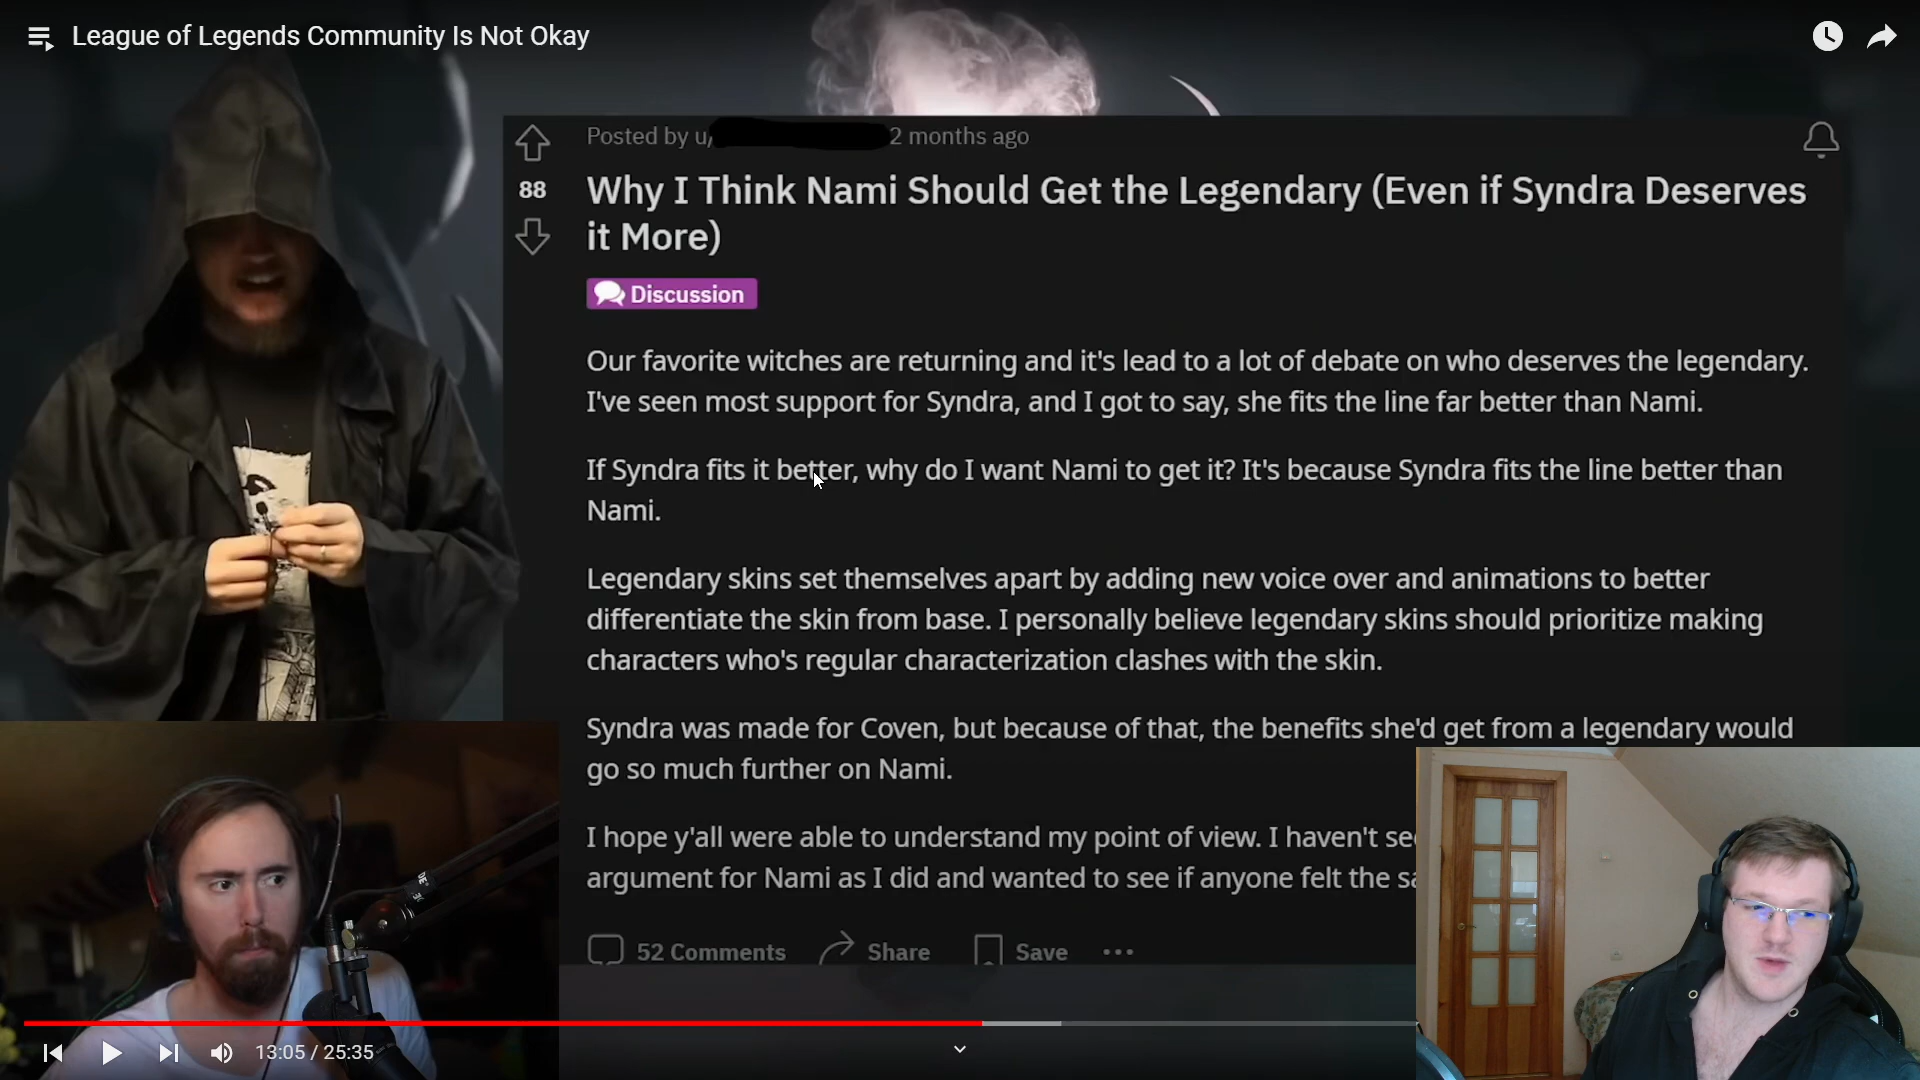 League of Legends Community Is Not Okay
Posted by u/ 2 months ago
88
Why I Think Nami Should Get the Legendary (Even if Syndra Deserves
it More)
Discussion
Our favorite witches are returning and it's lead to a lot of debate on who deserves the legendary.
I've seen most support for Syndra, and I got to say, she fits the line far better than Nami.
If Syndra fits it better, why do I want Nami to get it? It's because Syndra fits the line better than
Nami.
Legendary skins set themselves apart by adding new voice over and animations to better
differentiate the skin from base. I personally believe legendary skins should prioritize making
characters who's regular characterization clashes with the skin.
Syndra was made for Coven, but because of that, the benefits she'd get from a legendary would
go so much further on Nami.
I hope y'all were able to understand my point of view. I haven't
argument for Nami as I did and wanted to see if anyone felt the
52 Comments
Share
Save
13:05 / 25:35